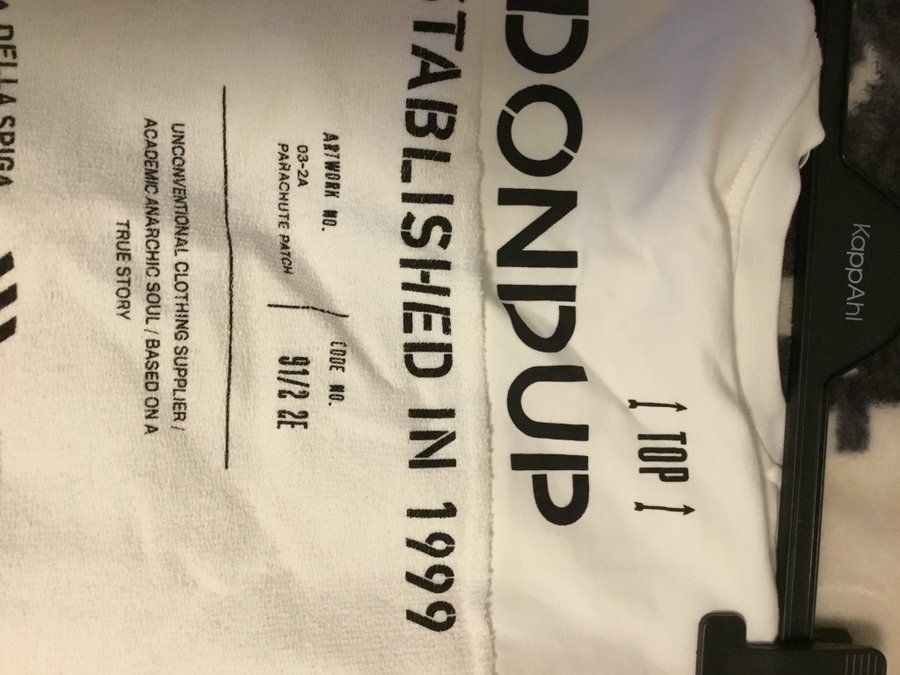 KappAhl
↑ TOP ↑
DONDUP
STABLISHED IN 1999
ARTWORK NO.
03-2A
PARACHUTE PATCH
CODE NO.
91/2 2E
UNCONVENTIONAL CLOTHING SUPPLIER /
ACADEMIC ANARCHIC SOUL / BASED ON A
TRUE STORY
A DELLA SPIGA